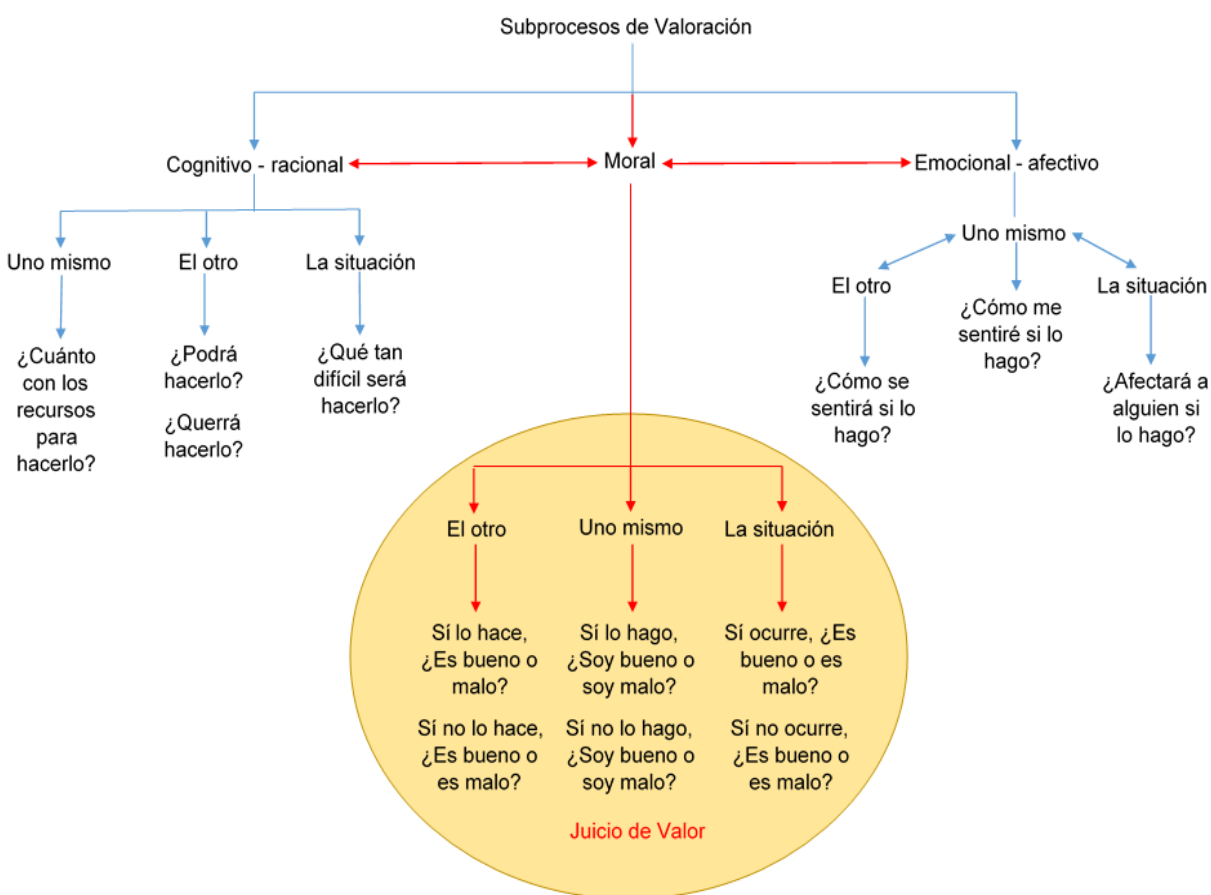 Subprocesos de Valoración
Cognitivo - racional
Moral
Emocional - afectivo
Uno mismo
El otro
La situación
¿Cuánto
con los
recursos
para
hacerlo?
¿Podrá
hacerlo?
¿Querrá
hacerlo?
¿Qué tan
difícil será
hacerlo?
Uno mismo
El otro
La situación
¿Cómo me
sentiré si lo
hago?
¿Cómo se
sentirá si lo
hago?
¿Afectará a
alguien si
lo hago?
El otro
Uno mismo
La situación
Sí lo hace,
¿Es bueno o
malo?
Sí no lo hace,
¿Es bueno o
es malo?
Sí lo hago,
¿Soy bueno o
soy malo?
Sí no lo hago,
¿Soy bueno o
soy malo?
Sí ocurre, ¿Es
bueno o es
malo?
Sí no ocurre,
¿Es bueno o
es malo?
Juicio de Valor